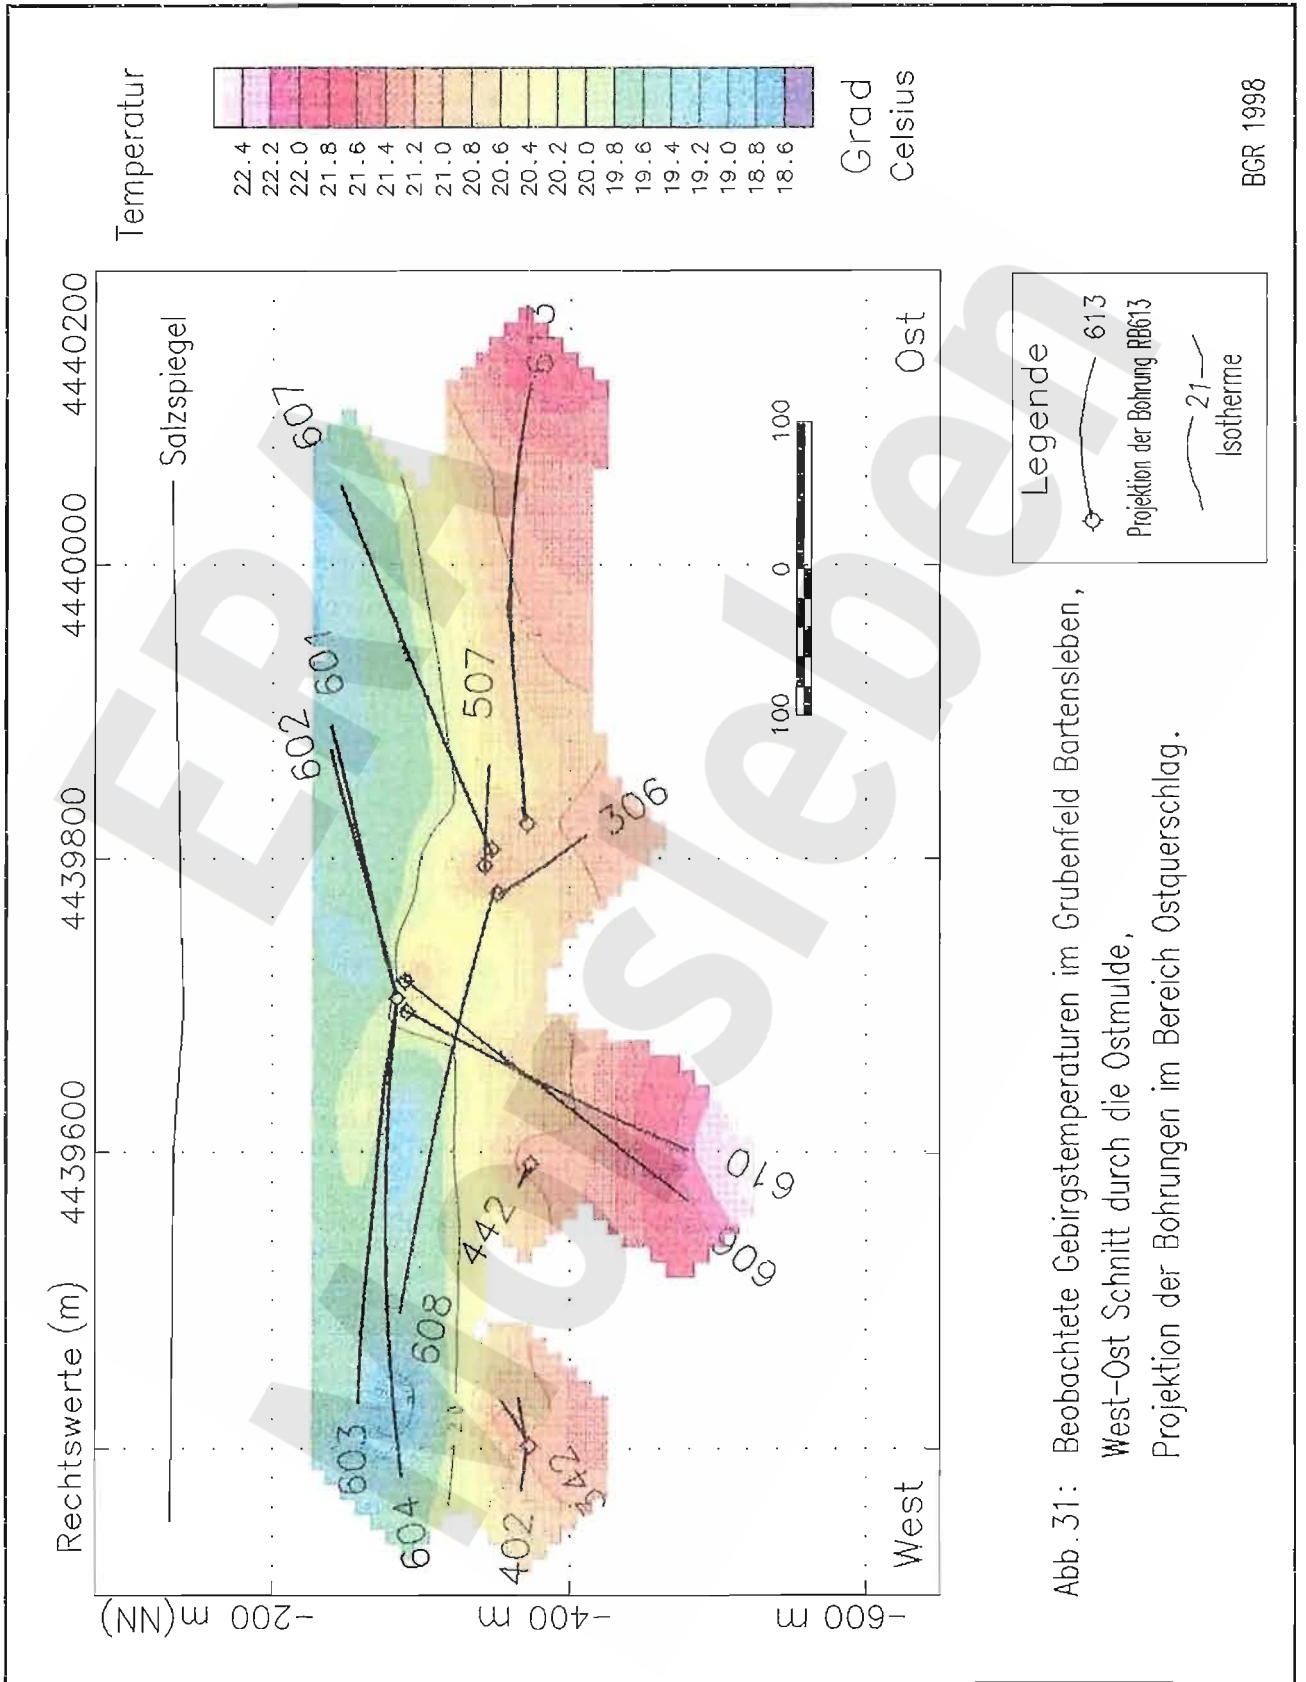 Rechtswerte (m)
4439600
4439800
4440000
4440200
Salzspiegel
-200 m(NN)
-400 m
-600 m
603
604
608
402
342
442
606
610
602
601
607
507
306
613
20
West
Ost
100
0
100
Temperatur
22.4
22.2
22.0
21.8
21.6
21.4
21.2
21.0
20.8
20.6
20.4
20.2
20.0
19.8
19.6
19.4
19.2
19.0
18.8
18.6
Grad
Celsius
Legende
613
Projektion der Bohrung RB613
21
Isotherme
Abb.31: Beobachtete Gebirgstemperaturen im Grubenfeld Bartensleben,
West-Ost Schnitt durch die Ostmulde,
Projektion der Bohrungen im Bereich Ostquerschlag.
BGR 1998
ERA
Morsleben